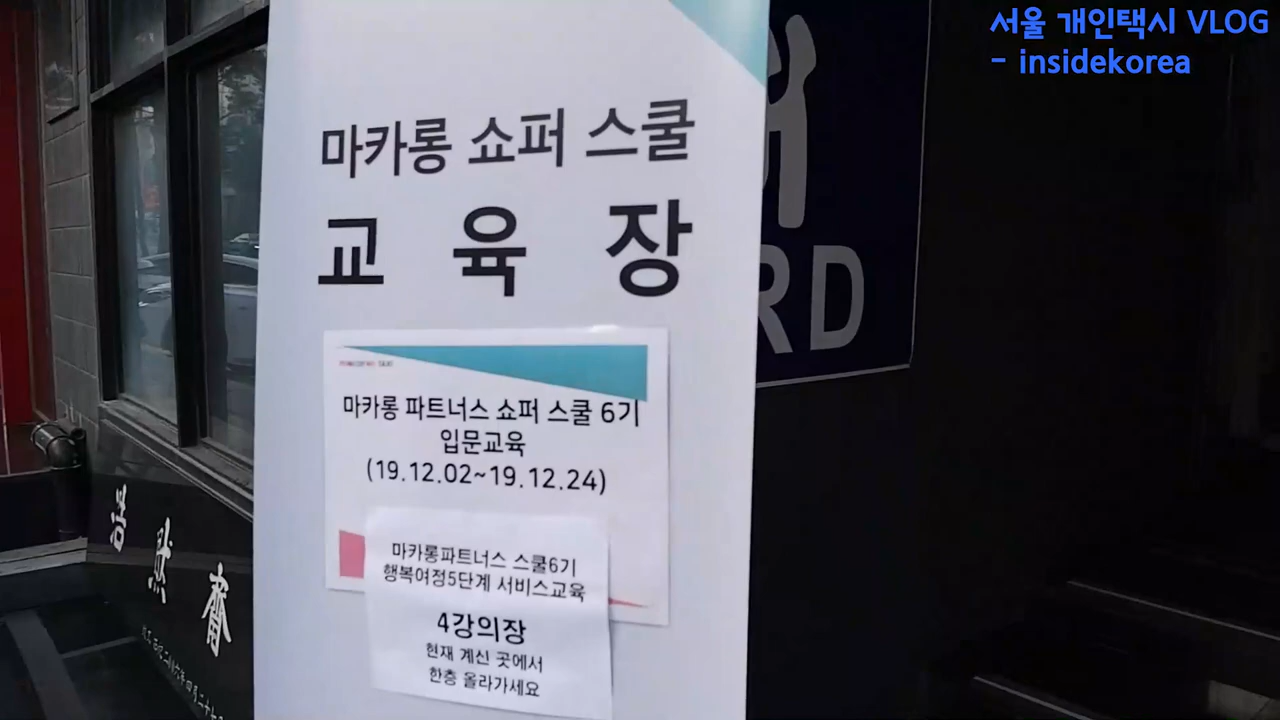 서울 개인택시 VLOG
- insidekorea
마카롱 쇼퍼 스쿨
교 육 장
RD
마카롱 파트너스 쇼퍼 스쿨 6기
입문교육
(19.12.02~19.12.24)
마카롱파트너스 스쿨6기
행복여정5단계 서비스교육
4강의장
현재 계신 곳에서
한층 올라가세요
浩然齋